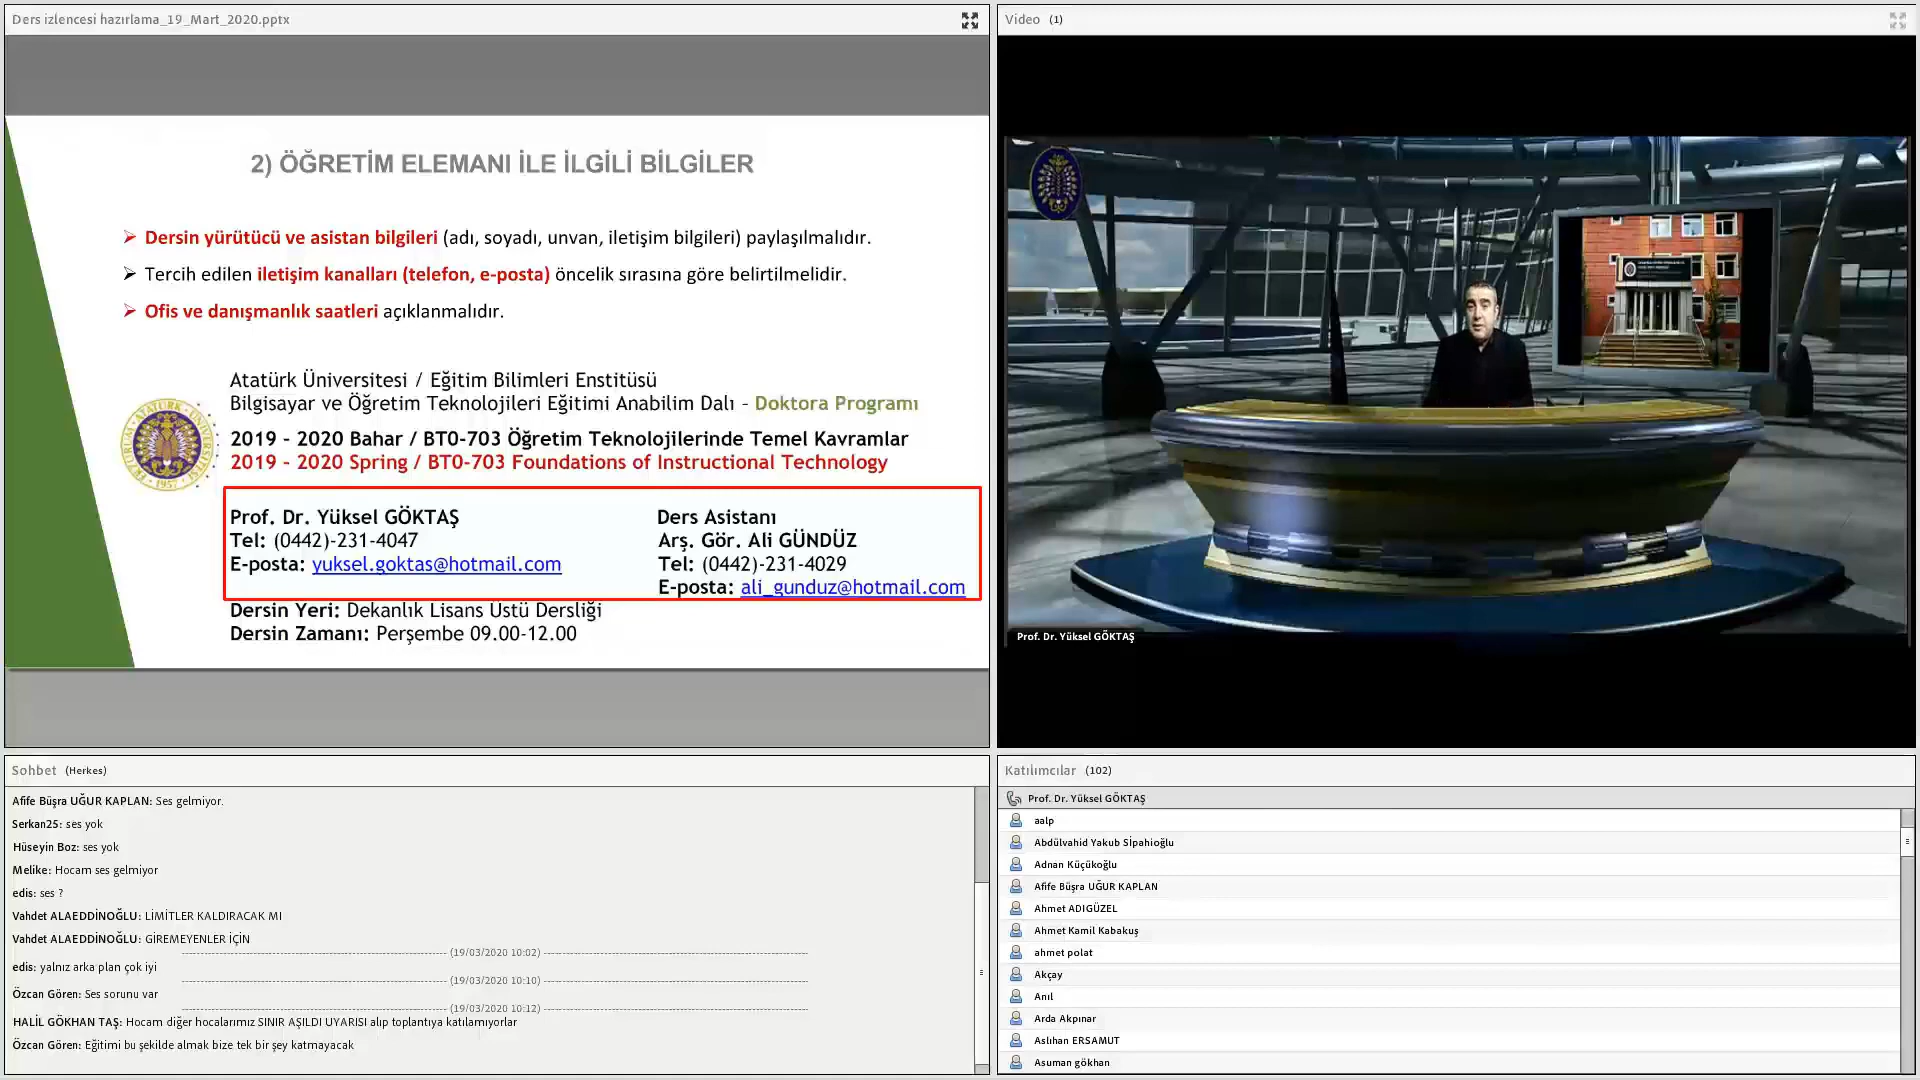 Ders izlencesi hazırlama_19_Mart_2020.pptx
2) ÖĞRETİM ELEMANI İLE İLGİLİ BİLGİLER
Dersin yürütücü ve asistan bilgileri (adı, soyadı, unvan, iletişim bilgileri) paylaşılmalıdır.
Tercih edilen iletişim kanalları (telefon, e-posta) öncelik sırasına göre belirtilmelidir.
Ofis ve danışmanlık saatleri açıklanmalıdır.
Atatürk Üniversitesi / Eğitim Bilimleri Enstitüsü
Bilgisayar ve Öğretim Teknolojileri Eğitimi Anabilim Dalı - Doktora Programı
2019 - 2020 Bahar / BTO-703 Öğretim Teknolojilerinde Temel Kavramlar
2019 - 2020 Spring / BTO-703 Foundations of Instructional Technology
Prof. Dr. Yüksel GÖKTAŞ
Tel: (0442)-231-4047
E-posta: yuksel.goktas@hotmail.com
Ders Asistanı
Arş. Gör. Ali GÜNDÜZ
Tel: (0442)-231-4029
E-posta: ali_gunduz@hotmail.com
Dersin Yeri: Dekanlık Lisans Üstü Dersliği
Dersin Zamanı: Perşembe 09.00-12.00
Video (1)
Prof. Dr. Yüksel GÖKTAŞ
Sohbet (Herkes)
Afife Büşra UĞUR KAPLAN: Ses gelmiyor.
Serkan25: ses yok
Hüseyin Boz: ses yok
Melike: Hocam ses gelmiyor
edis: ses ?
Vahdet ALAEDDİNOĞLU: LİMİTLER KALDIRACAK MI
Vahdet ALAEDDİNOĞLU: GİREMEYENLER İÇİN
(19/03/2020 10:02)
edis: yalnız arka plan çok iyi
(19/03/2020 10:10)
Özcan Gören: Ses sorunu var
(19/03/2020 10:12)
HALİL GÖKHAN TAŞ: Hocam diğer hocalarımız SINIR AŞILDI UYARISI alıp toplantıya katılamıyorlar
Özcan Gören: Eğitimi bu şekilde almak bize tek bir şey katmayacak
Katılımcılar (102)
Prof. Dr. Yüksel GÖKTAŞ
aalp
Abdülvahid Yakub Sİpahioğlu
Adnan Küçükoğlu
Afife Büşra UĞUR KAPLAN
Ahmet ADIGÜZEL
Ahmet Kamil Kabakuş
ahmet polat
Akçay
Anıl
Arda Akpınar
Aslıhan ERSAMUT
Asuman gökhan